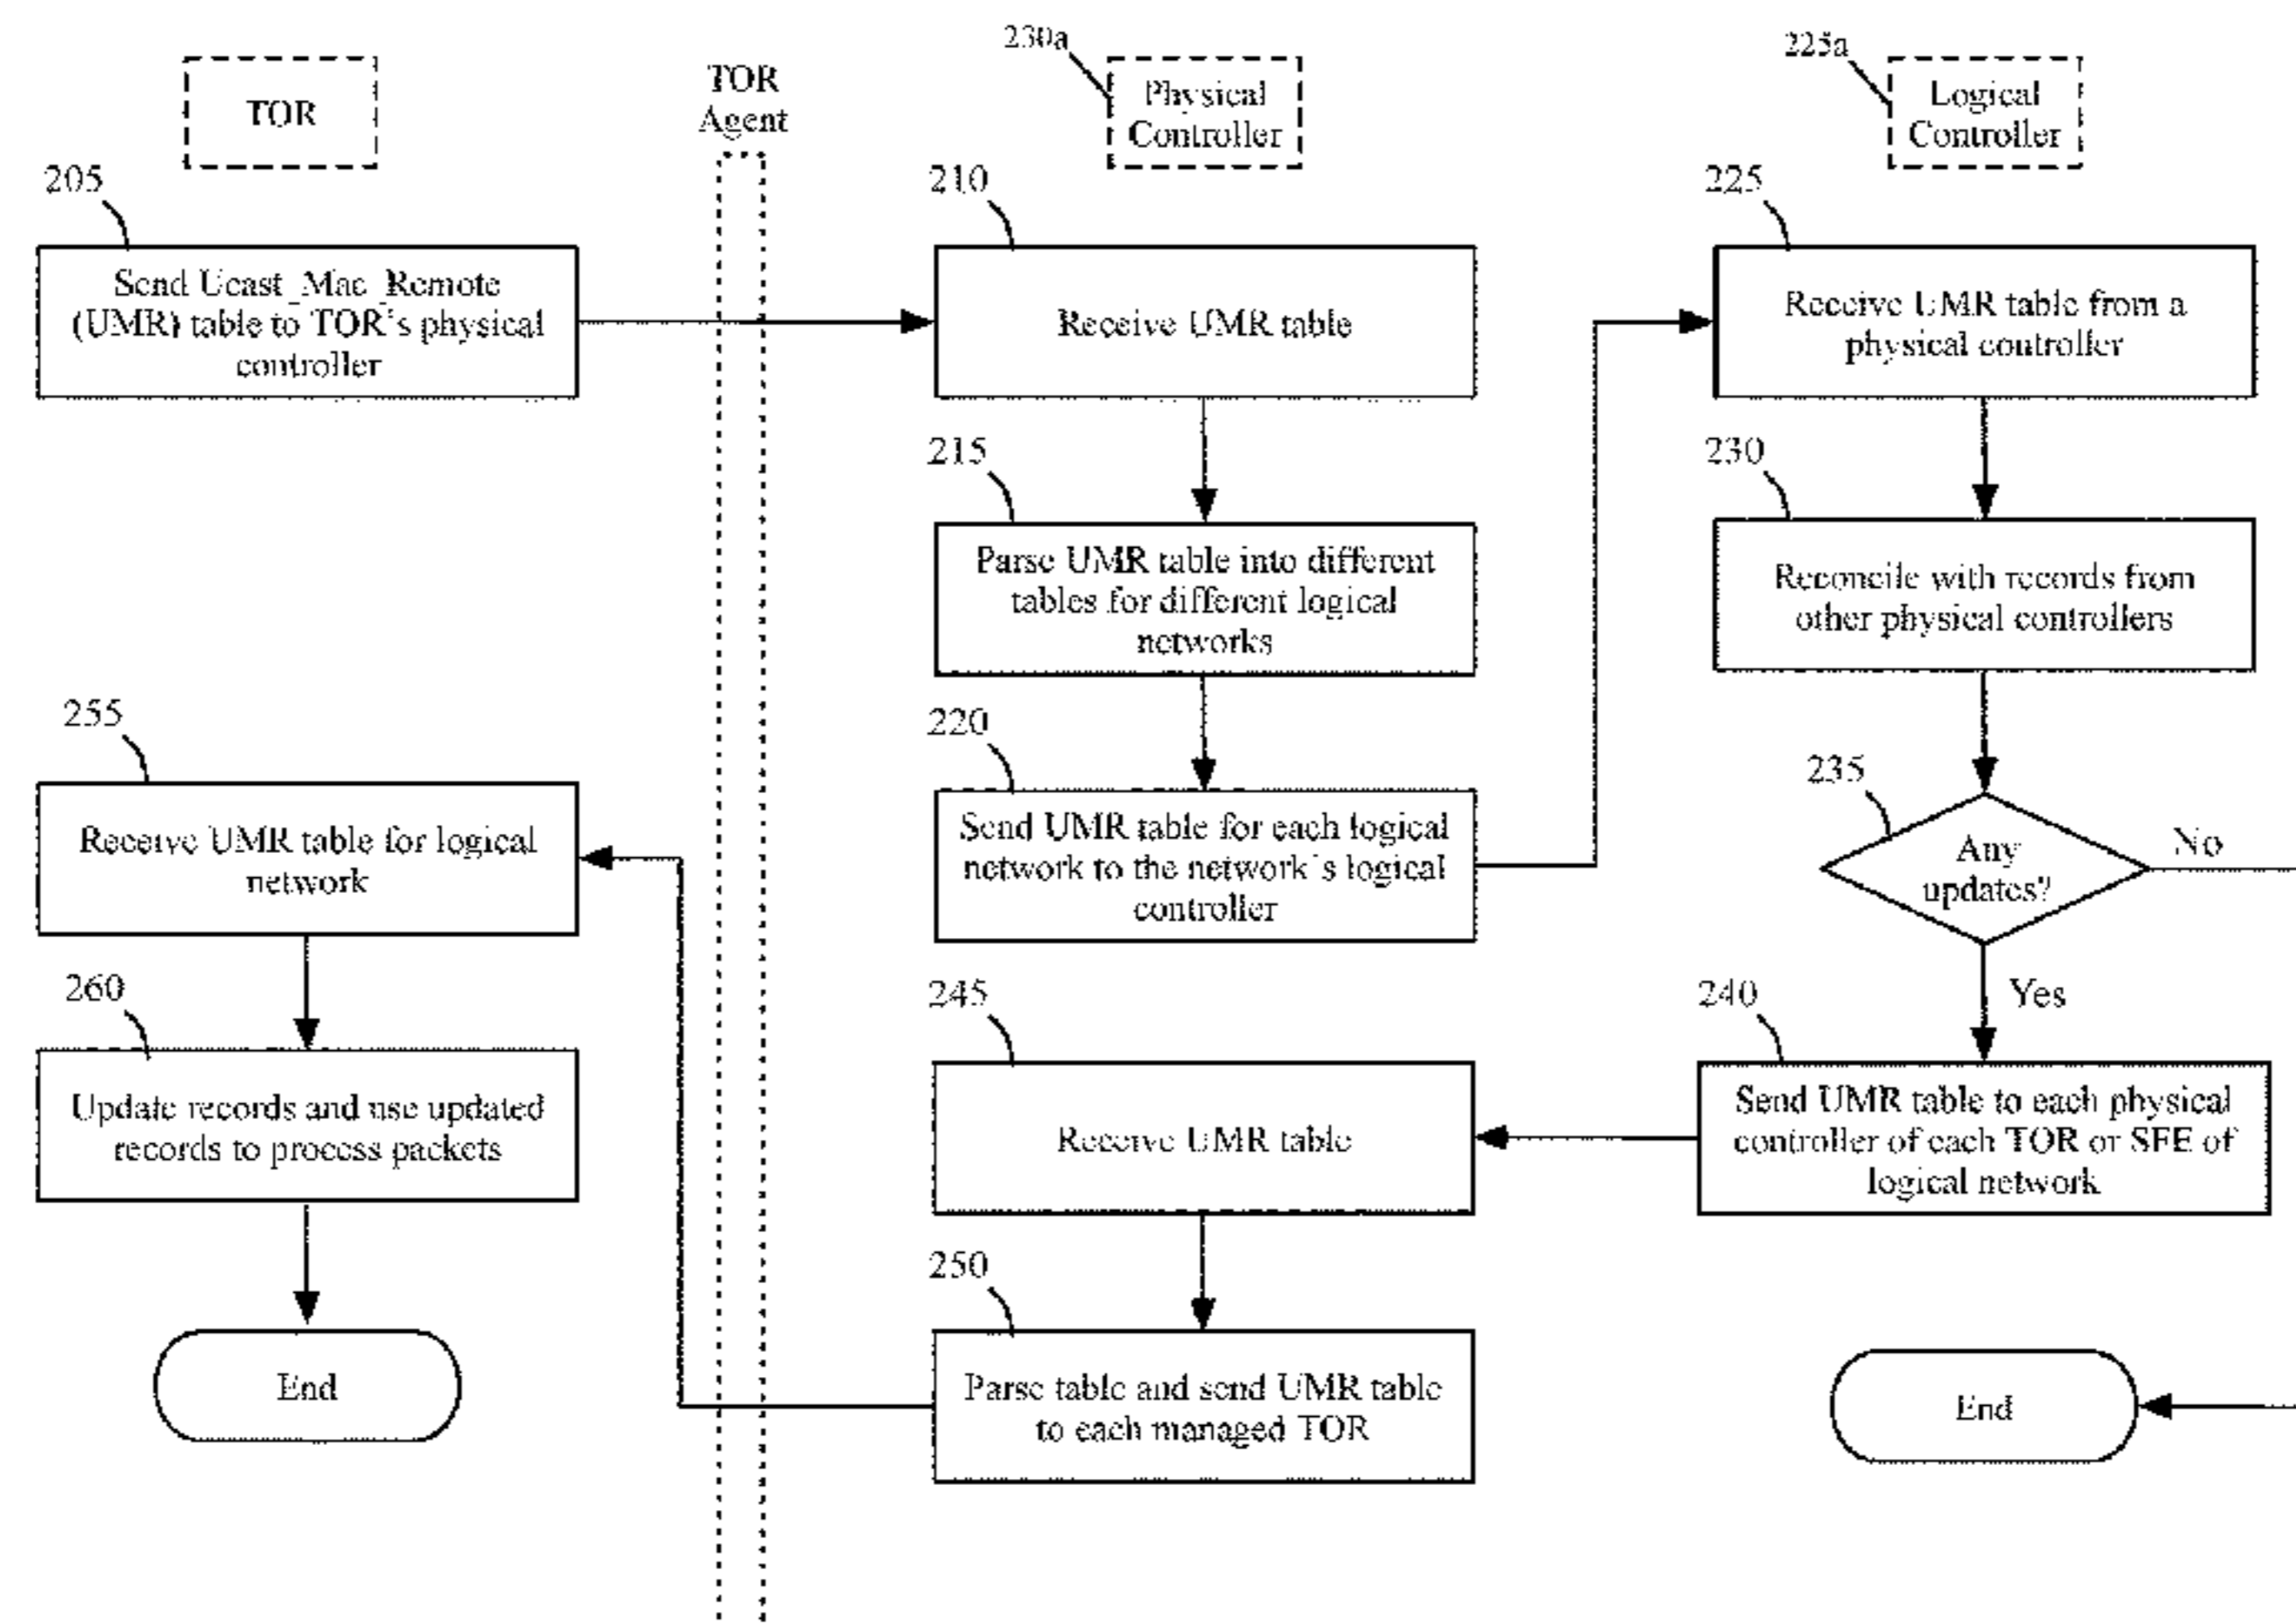 TOR
TOR
Agent
230a
Physical
Controller
225a
Logical
Controller
205
Send Ucast_Mac_Remote
(UMR) table to TOR's physical
controller
210
Receive UMR table
225
Receive UMR table from a
physical controller
215
Parse UMR table into different
tables for different logical
networks
230
Reconcile with records from
other physical controllers
220
Send UMR table for each logical
network to the network's logical
controller
235
Any
updates?
No
Yes
240
Send UMR table to each physical
controller of each TOR or SFE of
logical network
245
Receive UMR table
250
Parse table and send UMR table
to each managed TOR
255
Receive UMR table for logical
network
260
Update records and use updated
records to process packets
End
End